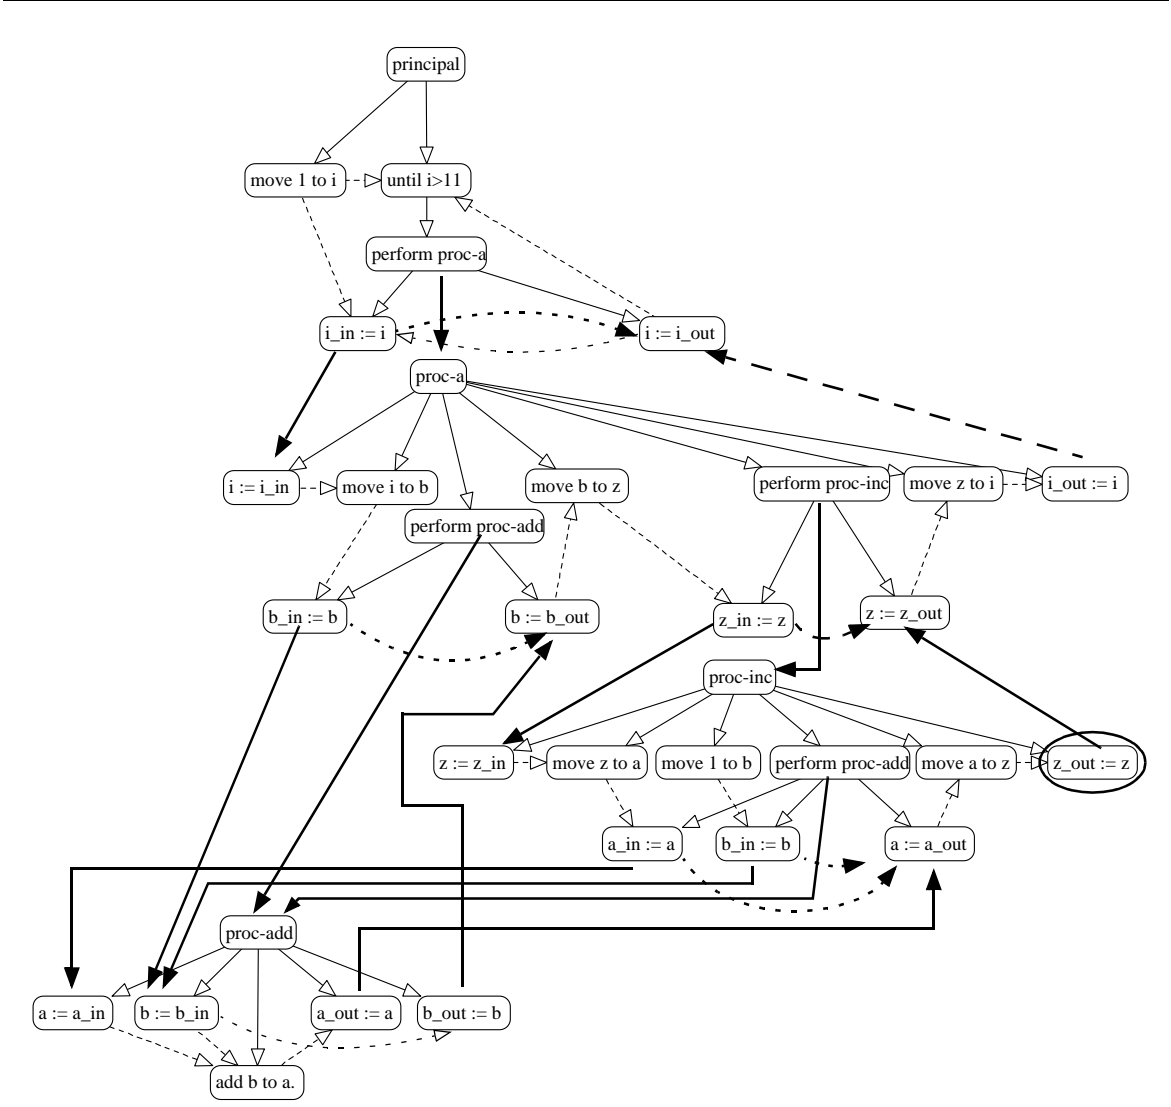 principal
move 1 to i
until i>11
perform proc-a
i_in := i
i := i_out
proc-a
i := i_in
move i to b
move b to z
perform proc-inc
move z to i
i_out := i
perform proc-add
b_in := b
b := b_out
z_in := z
z := z_out
proc-inc
z := z_in
move z to a
move 1 to b
perform proc-add
move a to z
z_out := z
a_in := a
b_in := b
a := a_out
proc-add
a := a_in
b := b_in
a_out := a
b_out := b
add b to a.